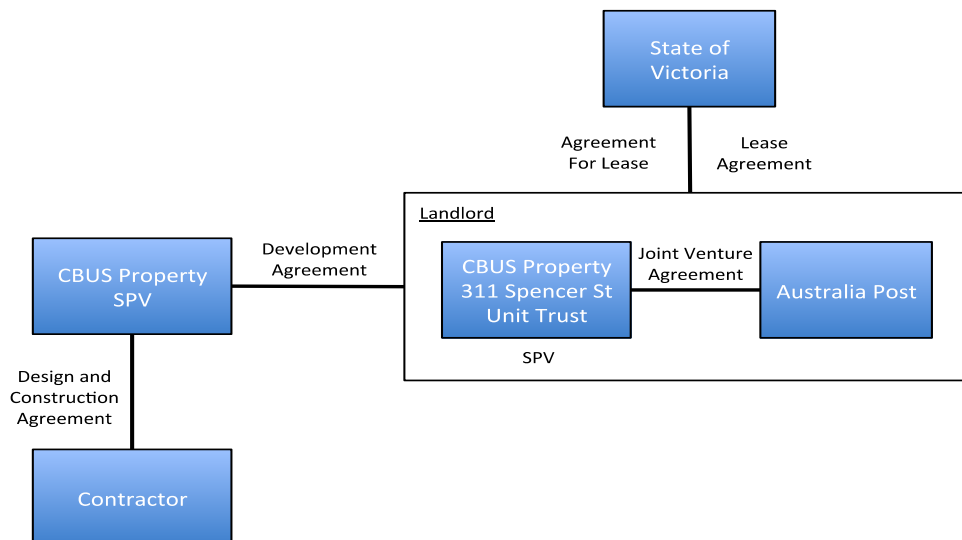 State of
Victoria
Agreement
For Lease
Lease
Agreement
Landlord
CBUS Property
SPV
Development
Agreement
CBUS Property
311 Spencer St
Unit Trust
Joint Venture
Agreement
Australia Post
SPV
Design and
Construction
Agreement
Contractor